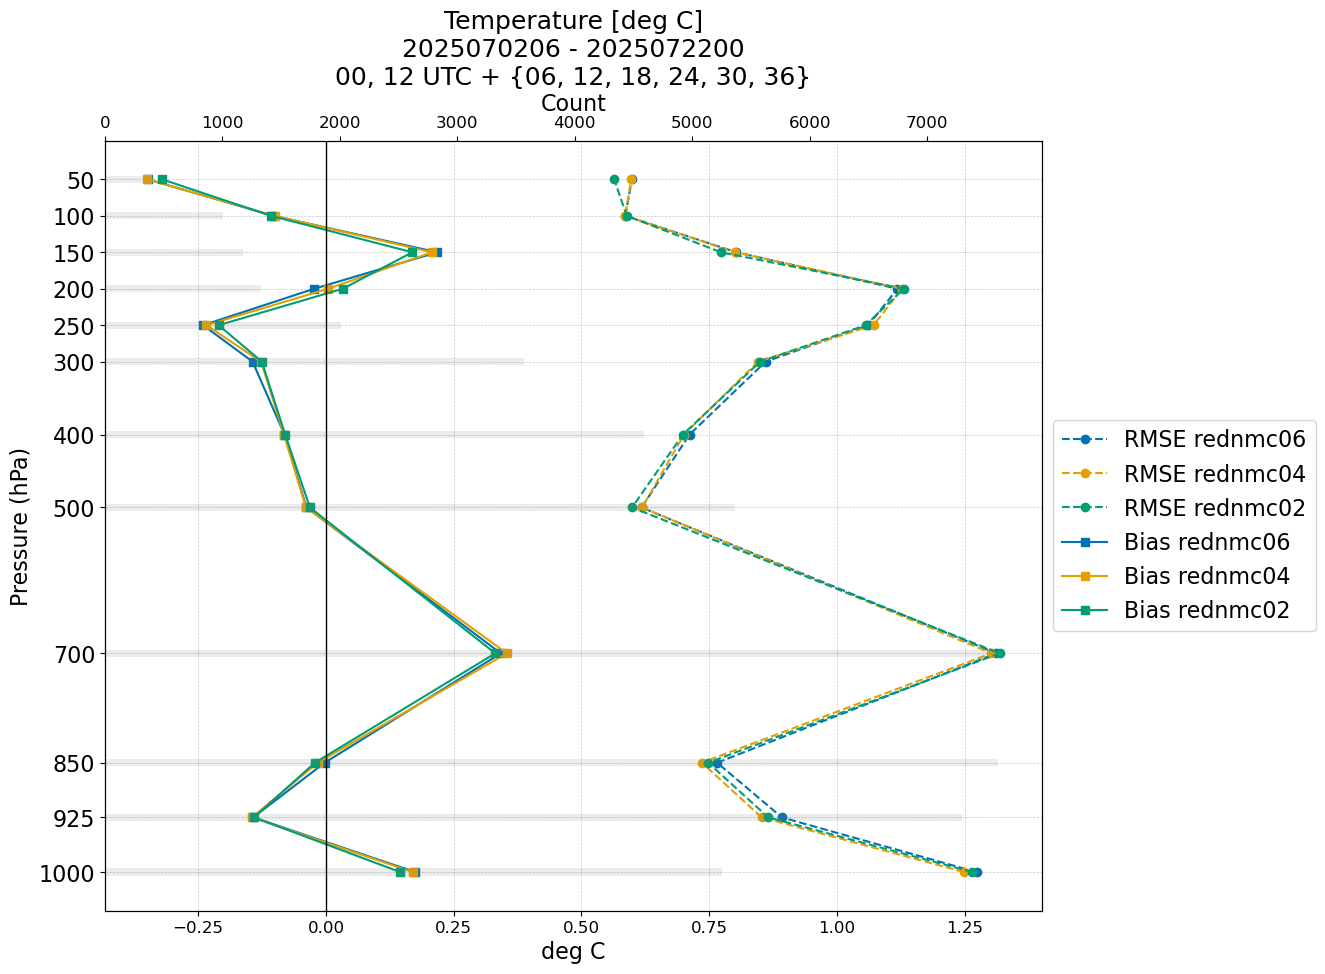 Temperature [deg C]
2025070206 - 2025072200
00, 12 UTC + {06, 12, 18, 24, 30, 36}
Count
0 1000 2000 3000 4000 5000 6000 7000
50
100
150
200
250
300
400
500
700
850
925
1000
Pressure (hPa)
−0.25 0.00 0.25 0.50 0.75 1.00 1.25
deg C
RMSE rednmc06
RMSE rednmc04
RMSE rednmc02
Bias rednmc06
Bias rednmc04
Bias rednmc02